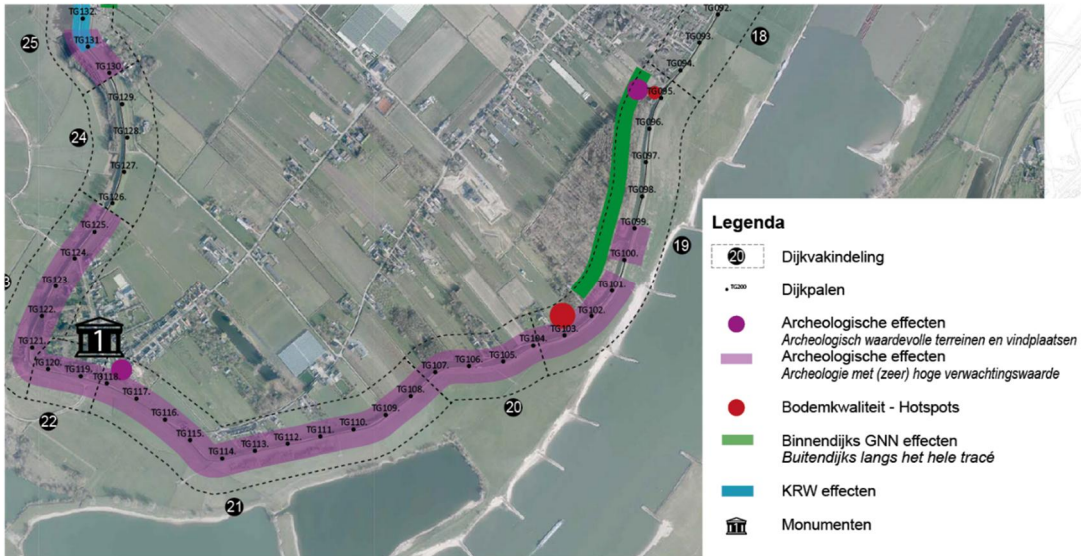 TG132.
25
TG131.
TG130.
TG129.
24
TG128.
TG127.
TG126.
TG125.
TG124.
TG123.
TG122.
TG121.
TG120.
TG119.
TG118.
1
TG117.
TG116.
22
TG115.
TG114.
TG113.
TG112.
TG111.
TG110.
TG109.
TG108.
TG107.
TG106.
TG105.
TG104.
TG103.
TG102.
TG101.
TG100.
TG099.
TG098.
TG097.
TG096.
TG095.
TG094.
TG093.
TG092.
18
19
20
21
Legenda
20 Dijkvakindeling
TG200 Dijkpalen
Archeologische effecten
Archeologisch waardevolle terreinen en vindplaatsen
Archeologische effecten
Archeologie met (zeer) hoge verwachtingswaarde
Bodemkwaliteit - Hotspots
Binnendijks GNN effecten
Buitendijks langs het hele tracé
KRW effecten
1 Monumenten